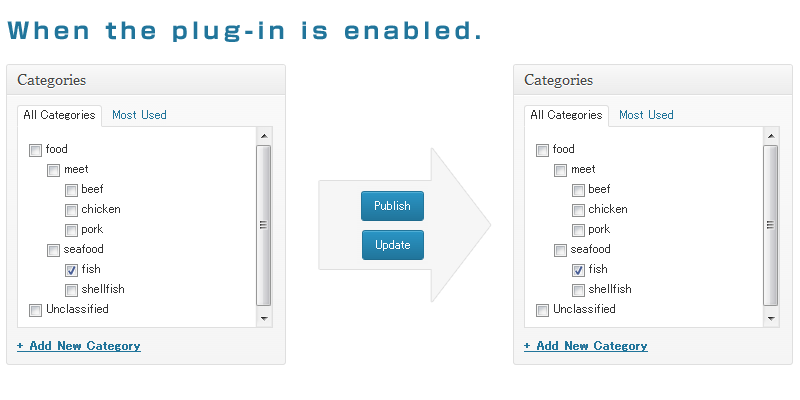 When the plug-in is enabled.
Categories
All Categories Most Used
food
meet
beef
chicken
pork
seafood
fish
shellfish
Unclassified
+ Add New Category
Publish
Update
Categories
All Categories Most Used
food
meet
beef
chicken
pork
seafood
fish
shellfish
Unclassified
+ Add New Category